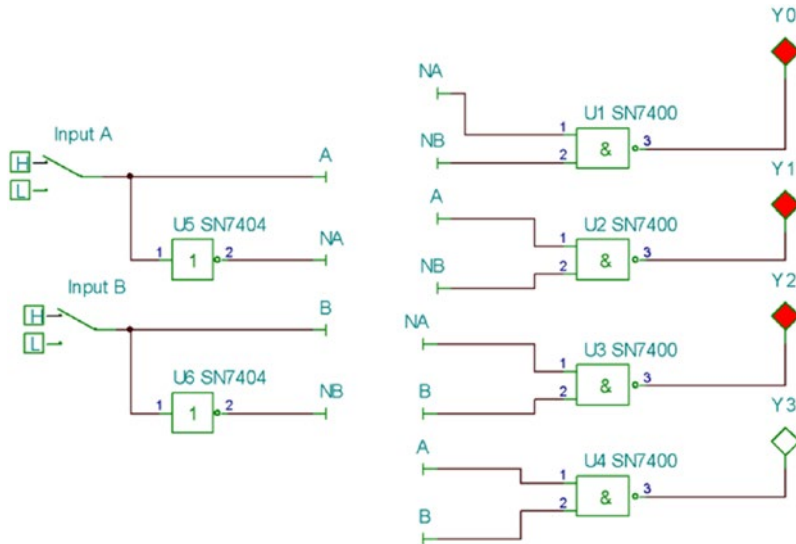 Input A
H
L
A
U5 SN7404
1
1
2
NA
Input B
H
L
B
U6 SN7404
1
1
2
NB
Y0
NA
U1 SN7400
1
NB
2
&
3
Y1
A
U2 SN7400
1
NB
2
&
3
Y2
NA
U3 SN7400
1
B
2
&
3
Y3
A
U4 SN7400
1
B
2
&
3